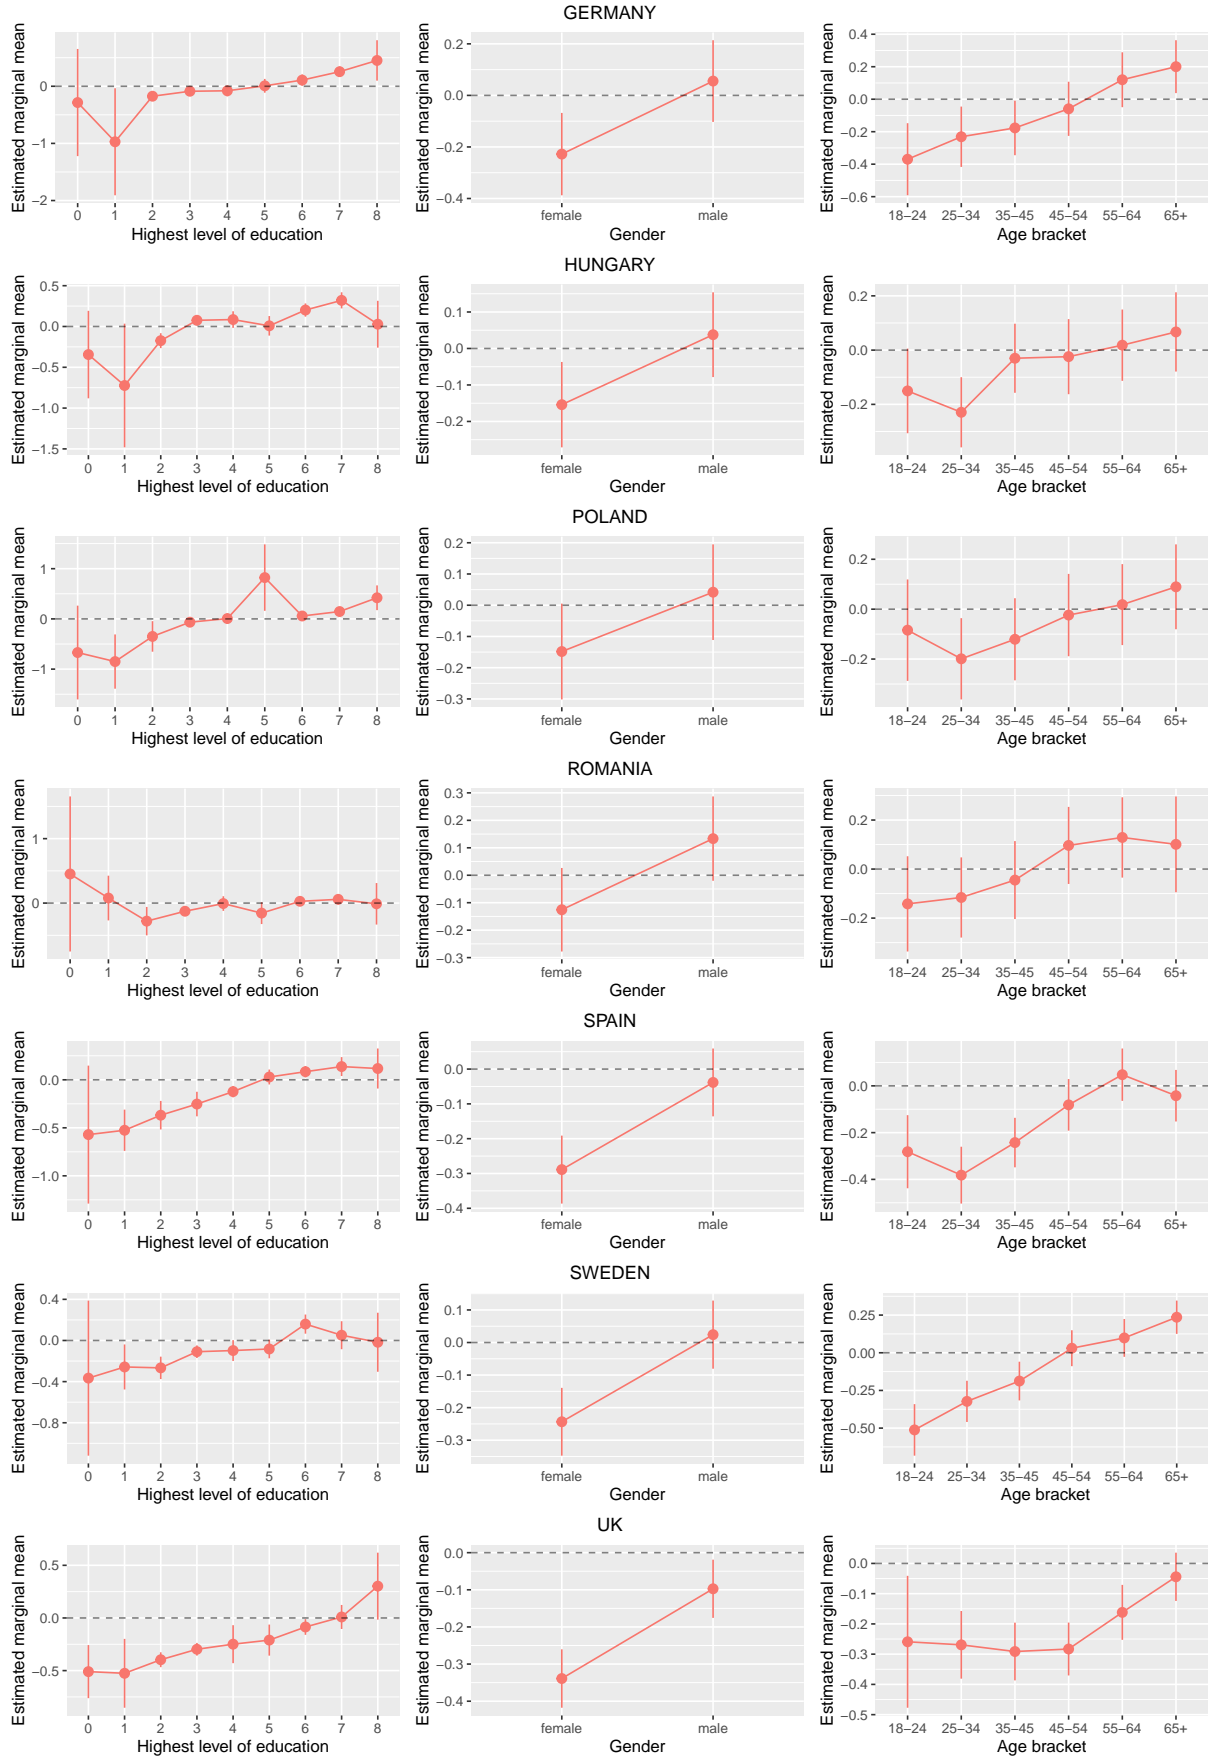 GERMANY
Estimated marginal mean
0
−1
−2
0 1 2 3 4 5 6 7 8
Highest level of education
Estimated marginal mean
0.2
0.0
−0.2
−0.4
female male
Gender
Estimated marginal mean
0.4
0.2
0.0
−0.2
−0.4
−0.6
18−24 25−34 35−45 45−54 55−64 65+
Age bracket
HUNGARY
Estimated marginal mean
0.5
0.0
−0.5
−1.0
−1.5
0 1 2 3 4 5 6 7 8
Highest level of education
Estimated marginal mean
0.1
0.0
−0.1
−0.2
female male
Gender
Estimated marginal mean
0.2
0.0
−0.2
18−24 25−34 35−45 45−54 55−64 65+
Age bracket
POLAND
Estimated marginal mean
1
0
−1
0 1 2 3 4 5 6 7 8
Highest level of education
Estimated marginal mean
0.2
0.1
0.0
−0.1
−0.2
−0.3
female male
Gender
Estimated marginal mean
0.2
0.0
−0.2
18−24 25−34 35−45 45−54 55−64 65+
Age bracket
ROMANIA
Estimated marginal mean
1
0
0 1 2 3 4 5 6 7 8
Highest level of education
Estimated marginal mean
0.3
0.2
0.1
0.0
−0.1
−0.2
−0.3
female male
Gender
Estimated marginal mean
0.2
0.0
−0.2
18−24 25−34 35−45 45−54 55−64 65+
Age bracket
SPAIN
Estimated marginal mean
0.0
−0.5
−1.0
0 1 2 3 4 5 6 7 8
Highest level of education
Estimated marginal mean
0.0
−0.1
−0.2
−0.3
−0.4
female male
Gender
Estimated marginal mean
0.0
−0.2
−0.4
18−24 25−34 35−45 45−54 55−64 65+
Age bracket
SWEDEN
Estimated marginal mean
0.4
0.0
−0.4
−0.8
0 1 2 3 4 5 6 7 8
Highest level of education
Estimated marginal mean
0.1
0.0
−0.1
−0.2
−0.3
female male
Gender
Estimated marginal mean
0.25
0.00
−0.25
−0.50
18−24 25−34 35−45 45−54 55−64 65+
Age bracket
UK
Estimated marginal mean
0.5
0.0
−0.5
0 1 2 3 4 5 6 7 8
Highest level of education
Estimated marginal mean
0.0
−0.1
−0.2
−0.3
−0.4
female male
Gender
Estimated marginal mean
0.0
−0.1
−0.2
−0.3
−0.4
−0.5
18−24 25−34 35−45 45−54 55−64 65+
Age bracket